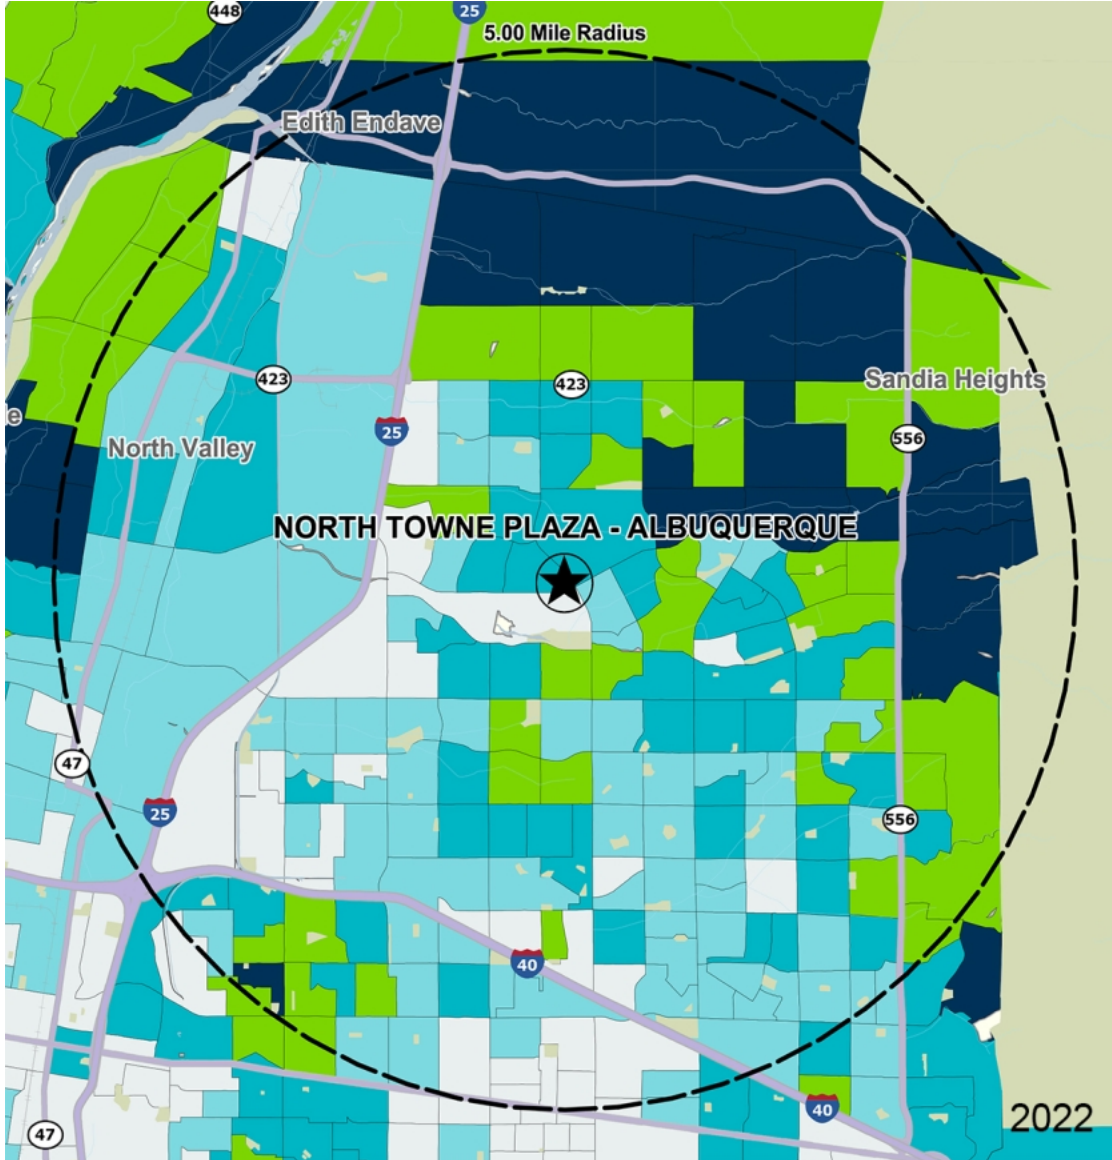 448
25
5.00 Mile Radius
Edith Endave
423
423
Sandia Heights
e
25
556
North Valley
NORTH TOWNE PLAZA - ALBUQUERQUE
47
25
556
40
40
2022
47